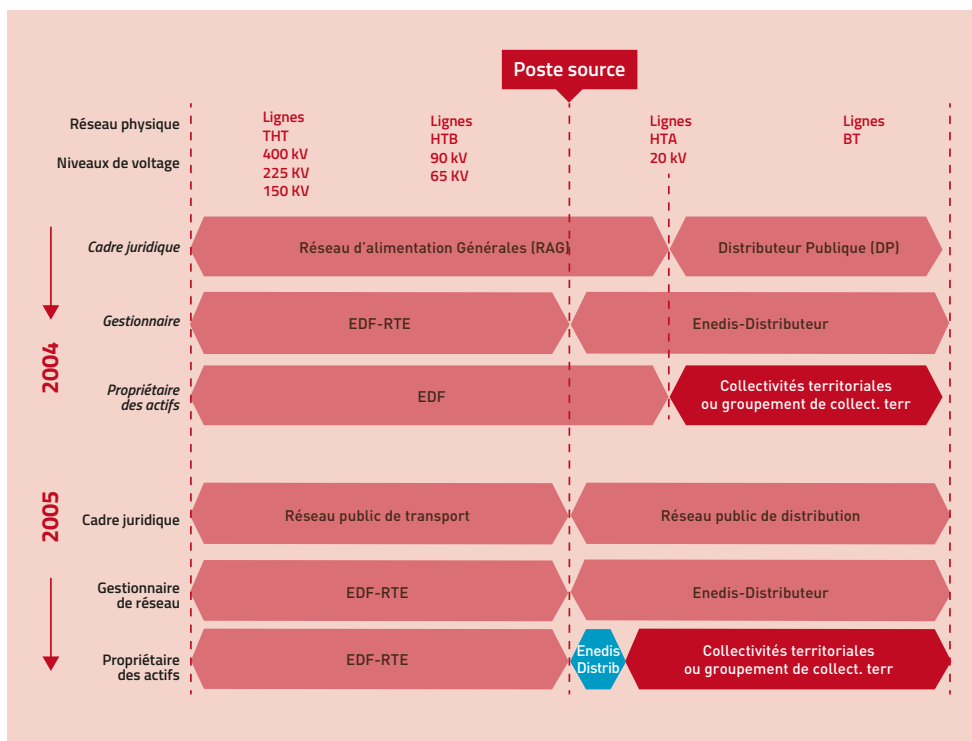 Poste source
Réseau physique
Niveaux de voltage
Lignes
THT
400 kV
225 KV
150 KV
Lignes
HTB
90 kV
65 KV
Lignes
HTA
20 kV
Lignes
BT
2004
Cadre juridique
Réseau d'alimentation Générales (RAG)
Distributeur Publique (DP)
Gestionnaire
EDF-RTE
Enedis-Distributeur
Propriétaire
des actifs
EDF
Collectivités territoriales
ou groupement de collect. terr
2005
Cadre juridique
Réseau public de transport
Réseau public de distribution
Gestionnaire
de réseau
EDF-RTE
Enedis-Distributeur
Propriétaire
des actifs
EDF-RTE
Enedis
Distrib
Collectivités territoriales
ou groupement de collect. terr